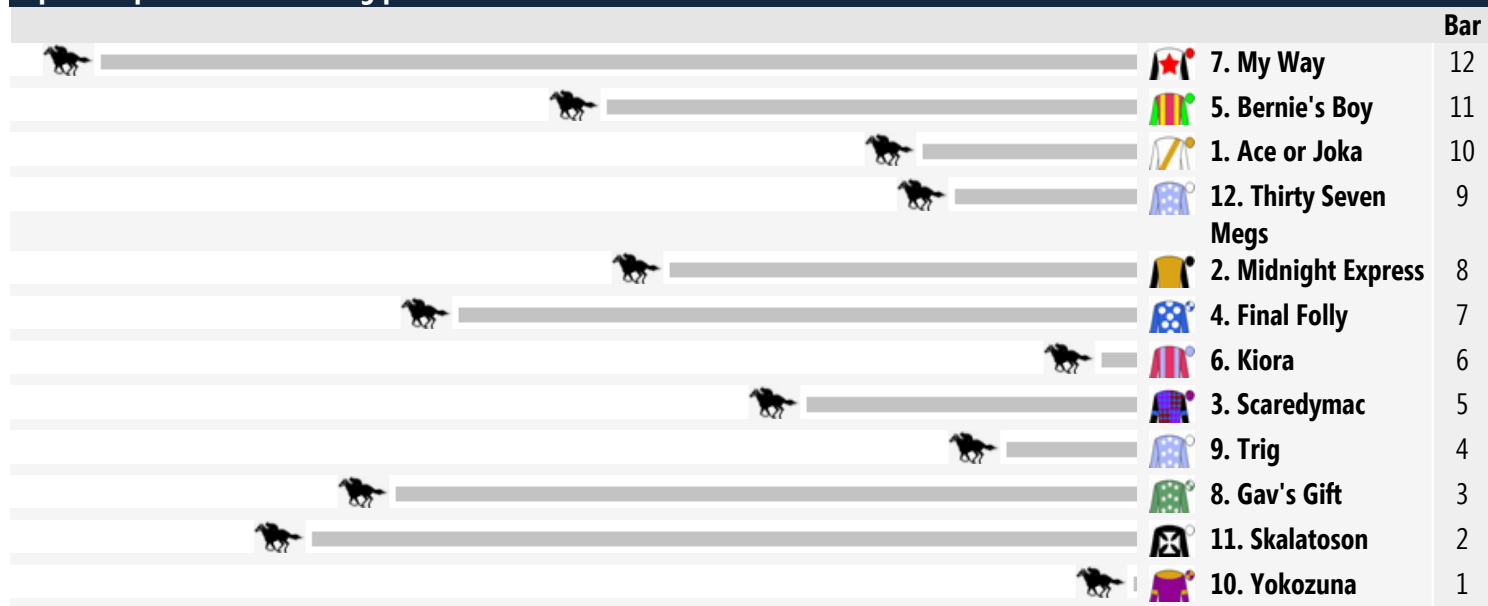 Bar
7. My Way 12
5. Bernie's Boy 11
1. Ace or Joka 10
12. Thirty Seven 9
Megs
2. Midnight Express 8
4. Final Folly 7
6. Kiora 6
3. Scaredymac 5
9. Trig 4
8. Gav's Gift 3
11. Skalatoson 2
10. Yokozuna 1